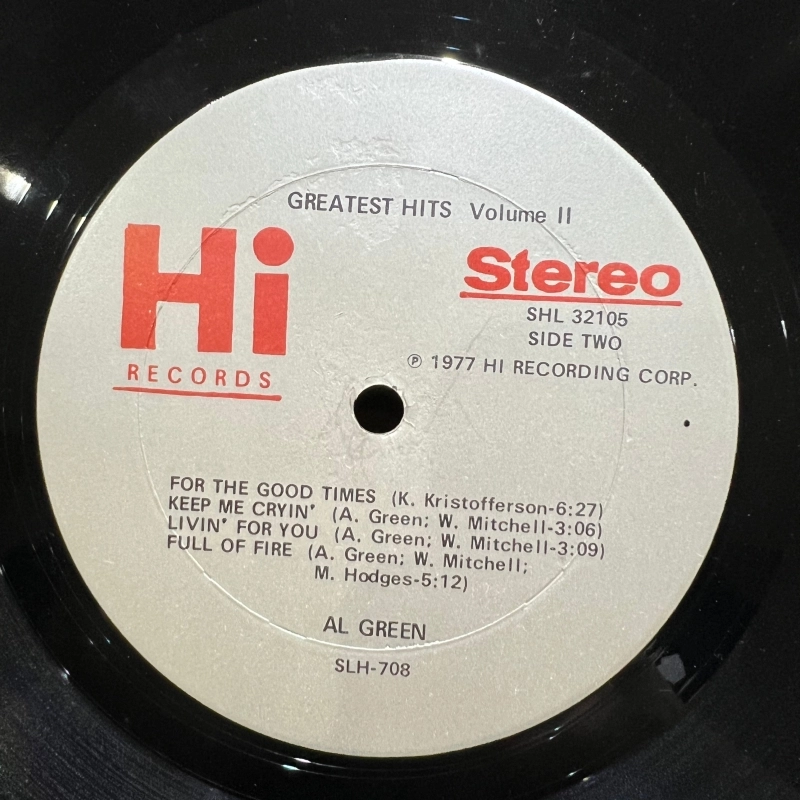 GREATEST HITS Volume II
Hi
RECORDS
Stereo
SHL 32105
SIDE TWO
℗ 1977 HI RECORDING CORP.
FOR THE GOOD TIMES (K. Kristofferson-6:27)
KEEP ME CRYIN' (A. Green; W. Mitchell-3:06)
LIVIN' FOR YOU (A. Green; W. Mitchell-3:09)
FULL OF FIRE (A. Green; W. Mitchell;
M. Hodges-5:12)
AL GREEN
SLH-708